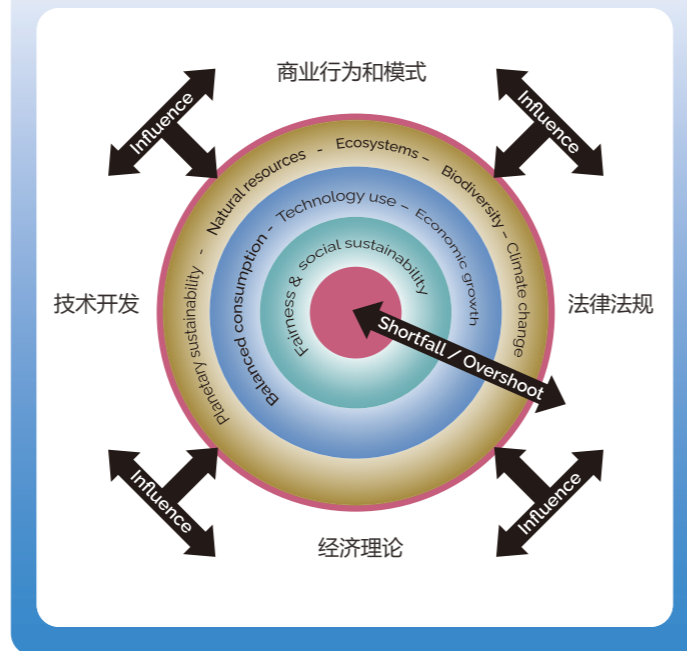 商业行为和模式
Influence
Influence
Planetary sustainability - Natural resources - Ecosystems – Biodiversity – Climate change
Balanced consumption - Technology use – Economic growth
Fairness & social sustainability
技术开发
法律法规
Shortfall / Overshoot
Influence
Influence
经济理论